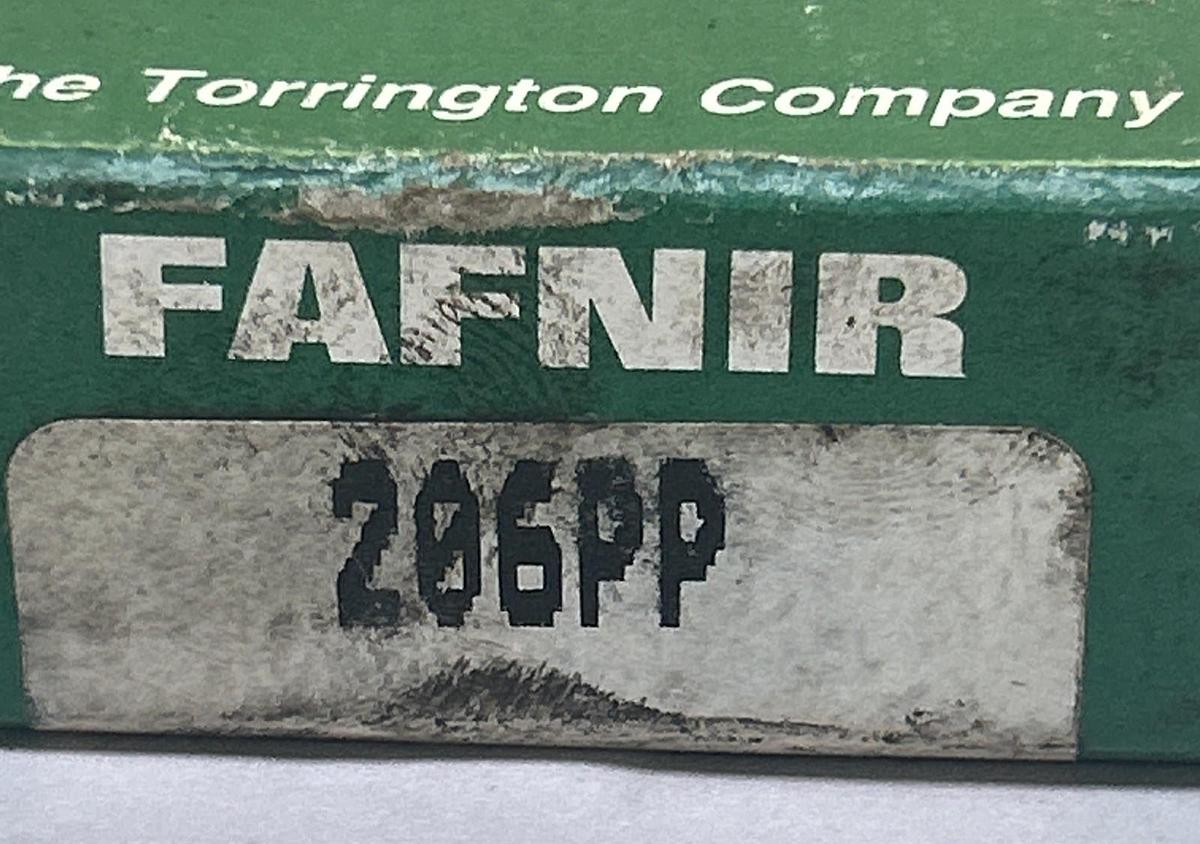 he Torrington Company
FAFNIR
206PP